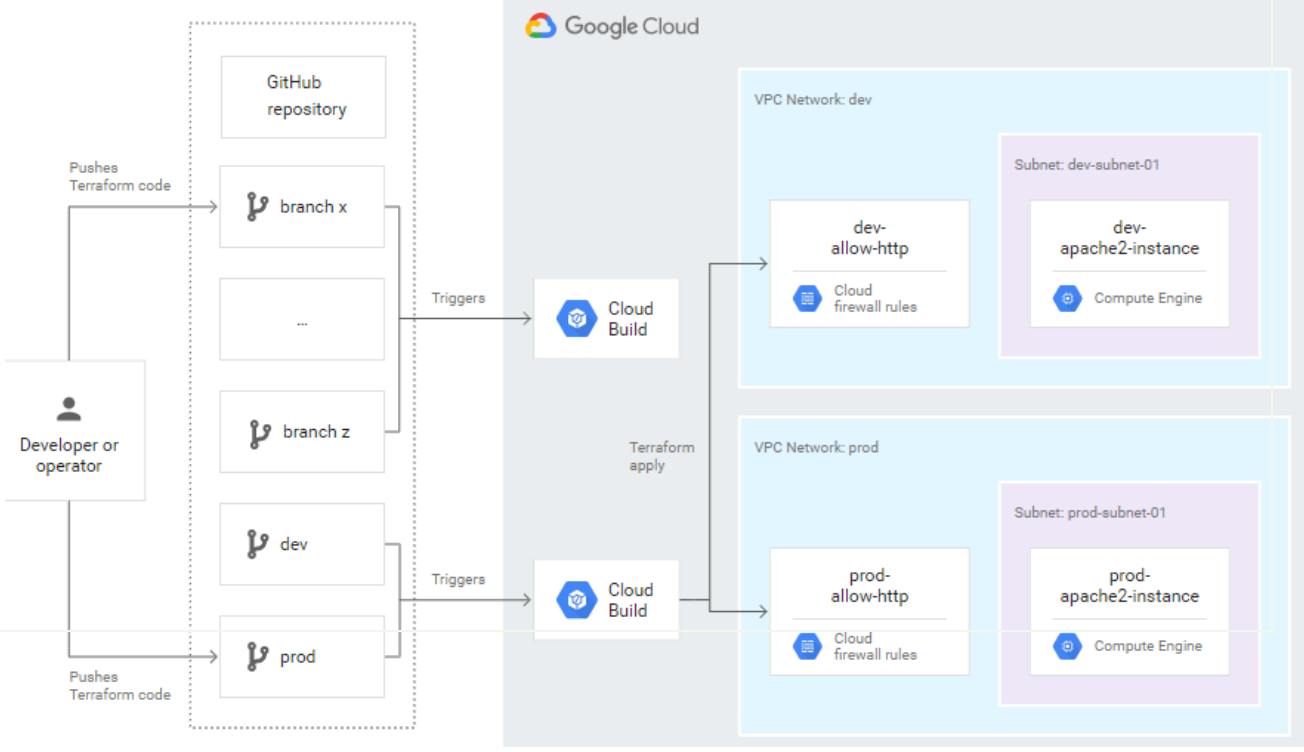 Google Cloud
GitHub
repository
Pushes
Terraform code
branch x
...
branch z
dev
prod
Developer or
operator
Pushes
Terraform code
Triggers
Cloud
Build
Triggers
Cloud
Build
Terraform
apply
VPC Network: dev
dev-
allow-http
Cloud
firewall rules
Subnet: dev-subnet-01
dev-
apache2-instance
Compute Engine
VPC Network: prod
prod-
allow-http
Cloud
firewall rules
Subnet: prod-subnet-01
prod-
apache2-instance
Compute Engine